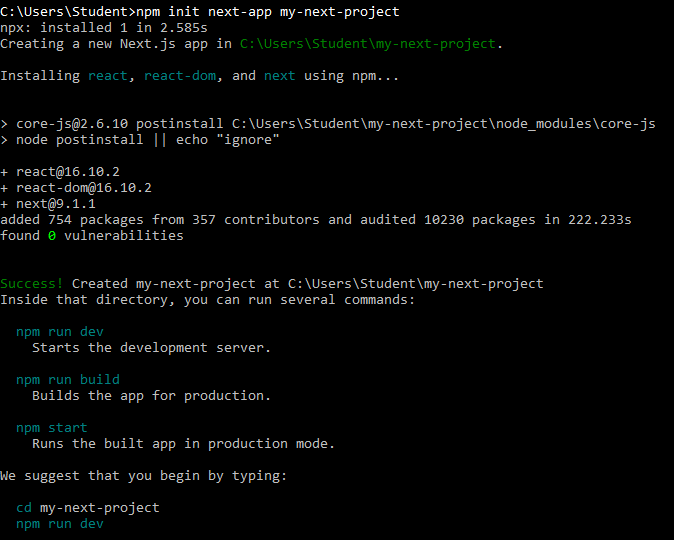 C:\Users\Student>npm init next-app my-next-project
npx: installed 1 in 2.585s
Creating a new Next.js app in C:\Users\Student\my-next-project.
Installing react, react-dom, and next using npm...
> core-js@2.6.10 postinstall C:\Users\Student\my-next-project\node_modules\core-js
> node postinstall || echo "ignore"
+ react@16.10.2
+ react-dom@16.10.2
+ next@9.1.1
added 754 packages from 357 contributors and audited 10230 packages in 222.233s
found 0 vulnerabilities
Success! Created my-next-project at C:\Users\Student\my-next-project
Inside that directory, you can run several commands:
npm run dev
Starts the development server.
npm run build
Builds the app for production.
npm start
Runs the built app in production mode.
We suggest that you begin by typing:
cd my-next-project
npm run dev